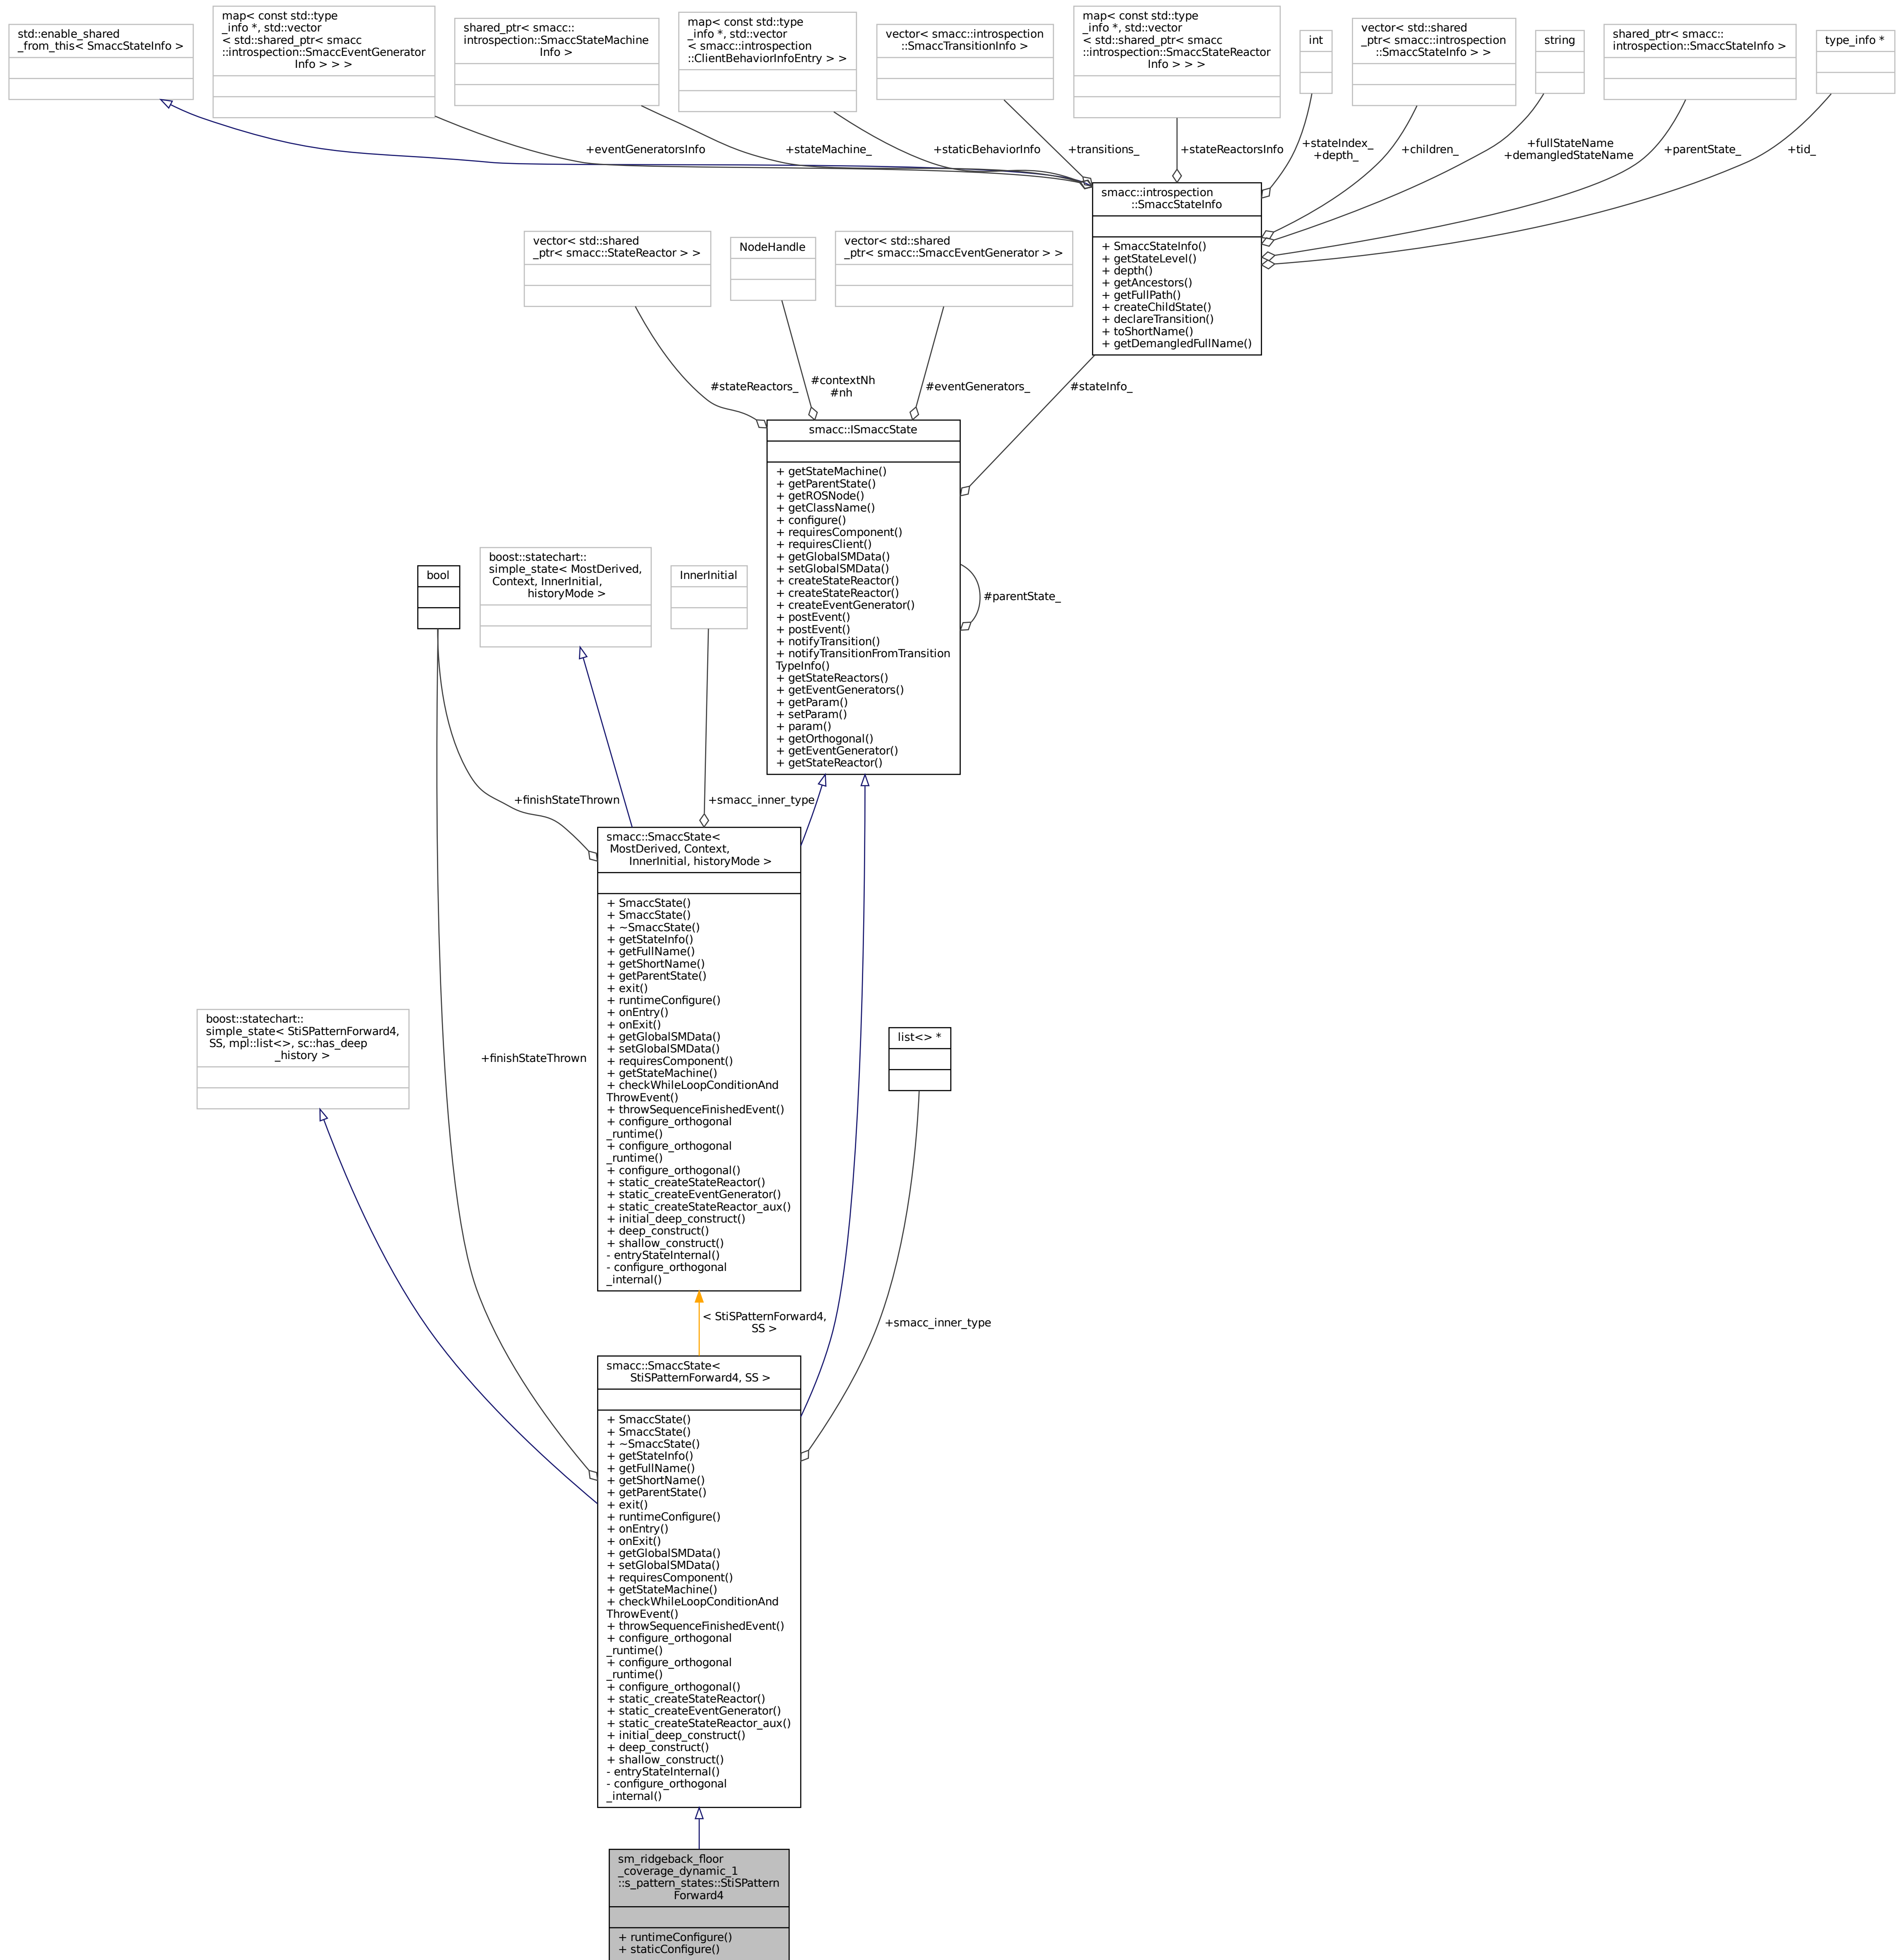 std::enable_shared
_from_this< SmaccStateInfo >
map< const std::type
_info *, std::vector
< std::shared_ptr< smacc
::introspection::SmaccEventGenerator
Info > > >
shared_ptr< smacc::
introspection::SmaccStateMachine
Info >
map< const std::type
_info *, std::vector
< smacc::introspection
::ClientBehaviorInfoEntry > >
vector< smacc::introspection
::SmaccTransitionInfo >
map< const std::type
_info *, std::vector
< std::shared_ptr< smacc
::introspection::SmaccStateReactor
Info > > >
int
vector< std::shared
_ptr< smacc::introspection
::SmaccStateInfo > >
string
shared_ptr< smacc::
introspection::SmaccStateInfo >
type_info *
+eventGeneratorsInfo
+stateMachine_
+staticBehaviorInfo
+transitions_
+stateReactorsInfo
+stateIndex_
+depth_
+children_
+fullStateName
+demangledStateName
+parentState_
+tid_
smacc::introspection
::SmaccStateInfo
+ SmaccStateInfo()
+ getStateLevel()
+ depth()
+ getAncestors()
+ getFullPath()
+ createChildState()
+ declareTransition()
+ toShortName()
+ getDemangledFullName()
vector< std::shared
_ptr< smacc::StateReactor > >
NodeHandle
vector< std::shared
_ptr< smacc::SmaccEventGenerator > >
#stateReactors_
#contextNh
#nh
#eventGenerators_
#stateInfo_
smacc::ISmaccState
+ getStateMachine()
+ getParentState()
+ getROSNode()
+ getClassName()
+ configure()
+ requiresComponent()
+ requiresClient()
+ getGlobalSMData()
+ setGlobalSMData()
+ createStateReactor()
+ createStateReactor()
+ createEventGenerator()
+ postEvent()
+ postEvent()
+ notifyTransition()
+ notifyTransitionFromTransition
TypeInfo()
+ getStateReactors()
+ getEventGenerators()
+ getParam()
+ setParam()
+ param()
+ getOrthogonal()
+ getEventGenerator()
+ getStateReactor()
#parentState_
bool
boost::statechart::
simple_state< MostDerived,
Context, InnerInitial,
historyMode >
InnerInitial
+finishStateThrown
+smacc_inner_type
smacc::SmaccState<
MostDerived, Context,
InnerInitial, historyMode >
+ SmaccState()
+ SmaccState()
+ ~SmaccState()
+ getStateInfo()
+ getFullName()
+ getShortName()
+ getParentState()
+ exit()
+ runtimeConfigure()
+ onEntry()
+ onExit()
+ getGlobalSMData()
+ setGlobalSMData()
+ requiresComponent()
+ getStateMachine()
+ checkWhileLoopConditionAnd
ThrowEvent()
+ throwSequenceFinishedEvent()
+ configure_orthogonal
_runtime()
+ configure_orthogonal
_runtime()
+ configure_orthogonal()
+ static_createStateReactor()
+ static_createEventGenerator()
+ static_createStateReactor_aux()
+ initial_deep_construct()
+ deep_construct()
+ shallow_construct()
- entryStateInternal()
- configure_orthogonal
_internal()
boost::statechart::
simple_state< StiSPatternForward4,
SS, mpl::list<>, sc::has_deep
_history >
+finishStateThrown
list<> *
< StiSPatternForward4,
SS >
+smacc_inner_type
smacc::SmaccState<
StiSPatternForward4, SS >
+ SmaccState()
+ SmaccState()
+ ~SmaccState()
+ getStateInfo()
+ getFullName()
+ getShortName()
+ getParentState()
+ exit()
+ runtimeConfigure()
+ onEntry()
+ onExit()
+ getGlobalSMData()
+ setGlobalSMData()
+ requiresComponent()
+ getStateMachine()
+ checkWhileLoopConditionAnd
ThrowEvent()
+ throwSequenceFinishedEvent()
+ configure_orthogonal
_runtime()
+ configure_orthogonal
_runtime()
+ configure_orthogonal()
+ static_createStateReactor()
+ static_createEventGenerator()
+ static_createStateReactor_aux()
+ initial_deep_construct()
+ deep_construct()
+ shallow_construct()
- entryStateInternal()
- configure_orthogonal
_internal()
sm_ridgeback_floor
_coverage_dynamic_1
::s_pattern_states::StiSPattern
Forward4
+ runtimeConfigure()
+ staticConfigure()